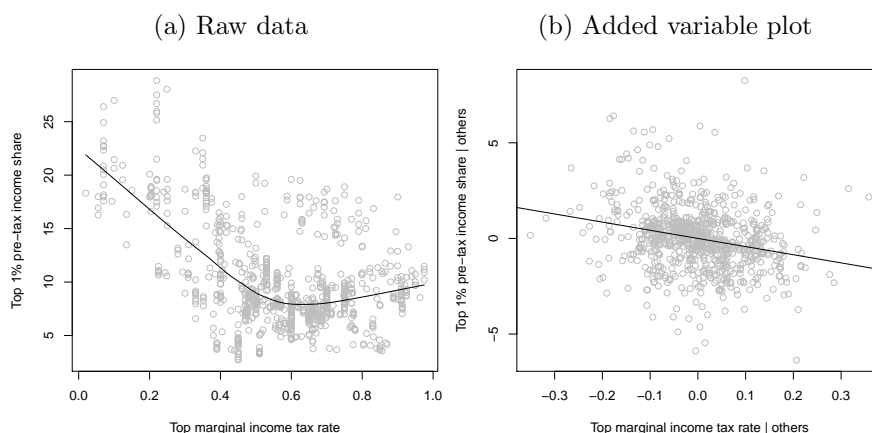 (a) Raw data
(b) Added variable plot
Top 1% pre-tax income share
25
20
15
10
5
0.0 0.2 0.4 0.6 0.8 1.0
Top marginal income tax rate
Top 1% pre-tax income share | others
5
0
−5
−0.3 −0.2 −0.1 0.0 0.1 0.2 0.3
Top marginal income tax rate | others